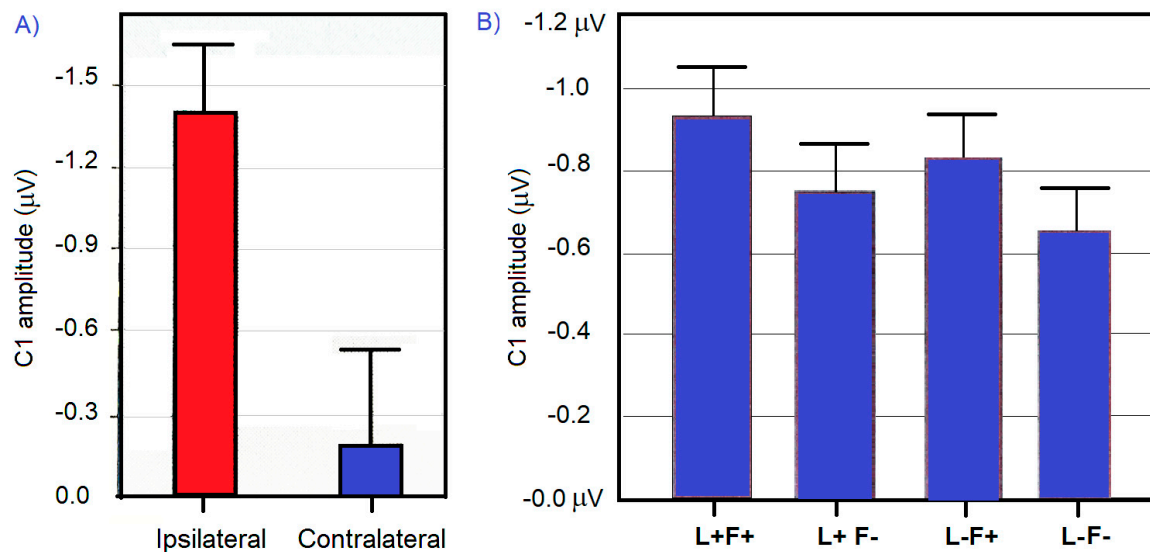 A)
C1 amplitude (µV)
-1.5
-1.2
-0.9
-0.6
-0.3
0.0
Ipsilateral Contralateral
B)
C1 amplitude (µV)
-1.2 µV
-1.0
-0.8
-0.6
-0.4
-0.2
-0.0 µV
L+F+ L+ F- L-F+ L-F-